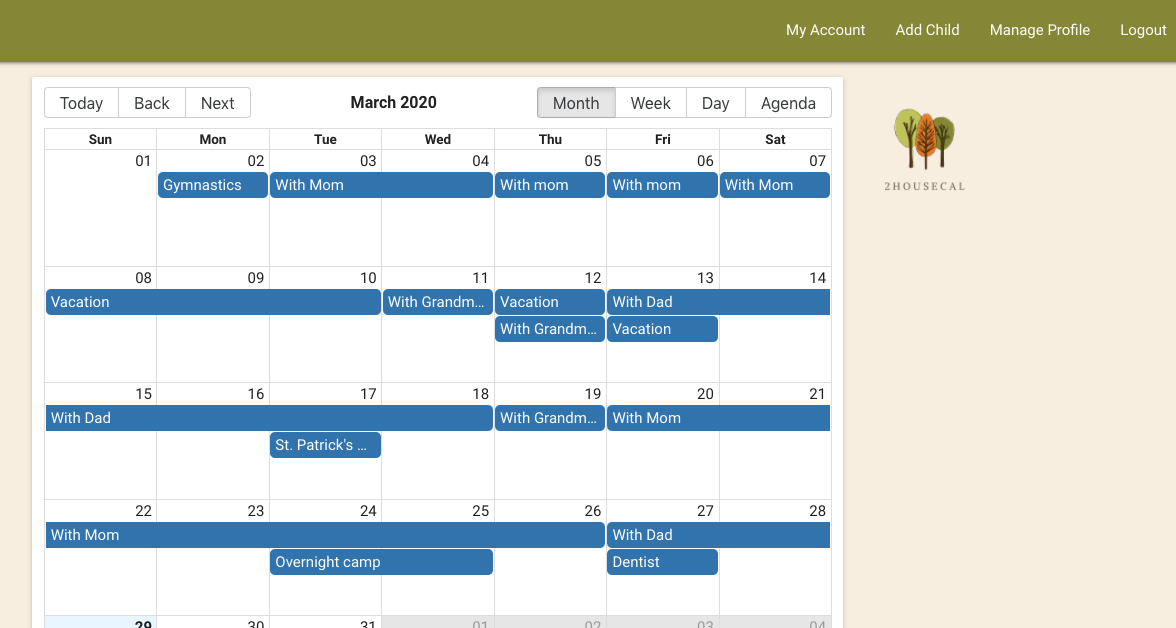 My Account Add Child Manage Profile Logout
Today Back Next March 2020 Month Week Day Agenda
Sun Mon Tue Wed Thu Fri Sat
01 02 03 04 05 06 07
Gymnastics With Mom With mom With mom With Mom
2HOUSECAL
08 09 10 11 12 13 14
Vacation With Grandm... Vacation With Dad
With Grandm... Vacation
15 16 17 18 19 20 21
With Dad With Grandm... With Mom
St. Patrick's ...
22 23 24 25 26 27 28
With Mom With Dad
Overnight camp Dentist
29 30 31 01 02 03 04